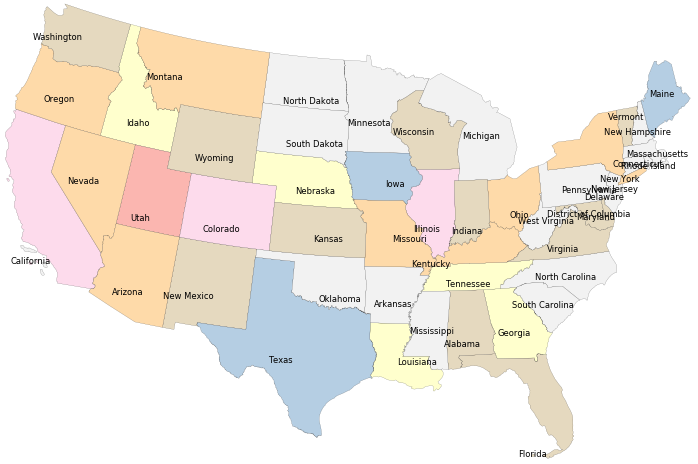 Washington
Maine
Montana
Oregon
North Dakota
Vermont
Minnesota
Idaho
New Hampshire
Wisconsin
Michigan
South Dakota
Massachusetts
Wyoming
Connecticut
Rhode Island
New York
Nevada
Iowa
Nebraska
Pennsylvania
New Jersey
Delaware
Utah
Ohio
District of Columbia
Maryland
West Virginia
Colorado
Illinois
Indiana
Kansas
Missouri
Virginia
California
Kentucky
North Carolina
Tennessee
Arizona
New Mexico
Oklahoma
Arkansas
South Carolina
Mississippi
Georgia
Alabama
Texas
Louisiana
Florida